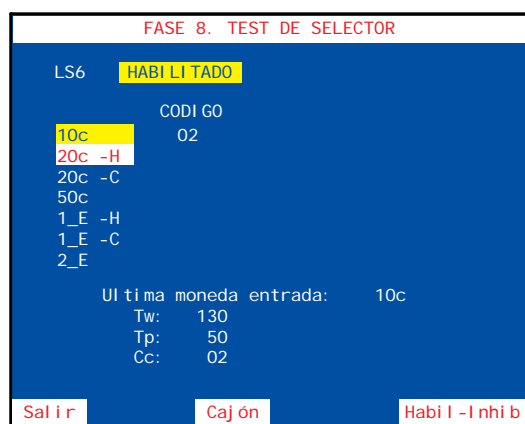 FASE 8. TEST DE SELECTOR
LS6 HABILITADO
CODIGO
10c 02
20c -H
20c -C
50c
1_E -H
1_E -C
2_E
Ultima moneda entrada: 10c
Tw: 130
Tp: 50
Cc: 02
Salir Cajón Habil-Inhib